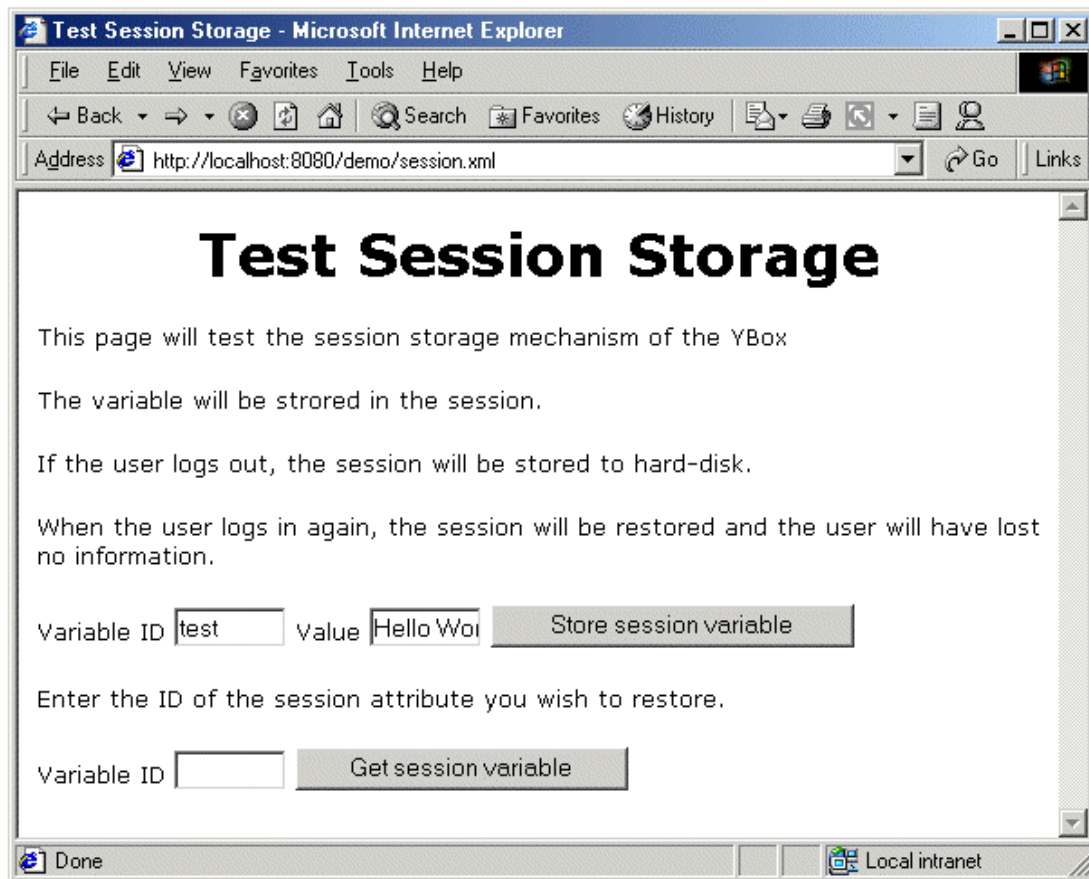 Test Session Storage - Microsoft Internet Explorer
File Edit View Favorites Tools Help
Back Search Favorites History
Address http://localhost:8080/demo/session.xml Go Links
Test Session Storage
This page will test the session storage mechanism of the YBox
The variable will be strored in the session.
If the user logs out, the session will be stored to hard-disk.
When the user logs in again, the session will be restored and the user will have lost
no information.
Variable ID test Value Hello Wor Store session variable
Enter the ID of the session attribute you wish to restore.
Variable ID Get session variable
Done Local intranet